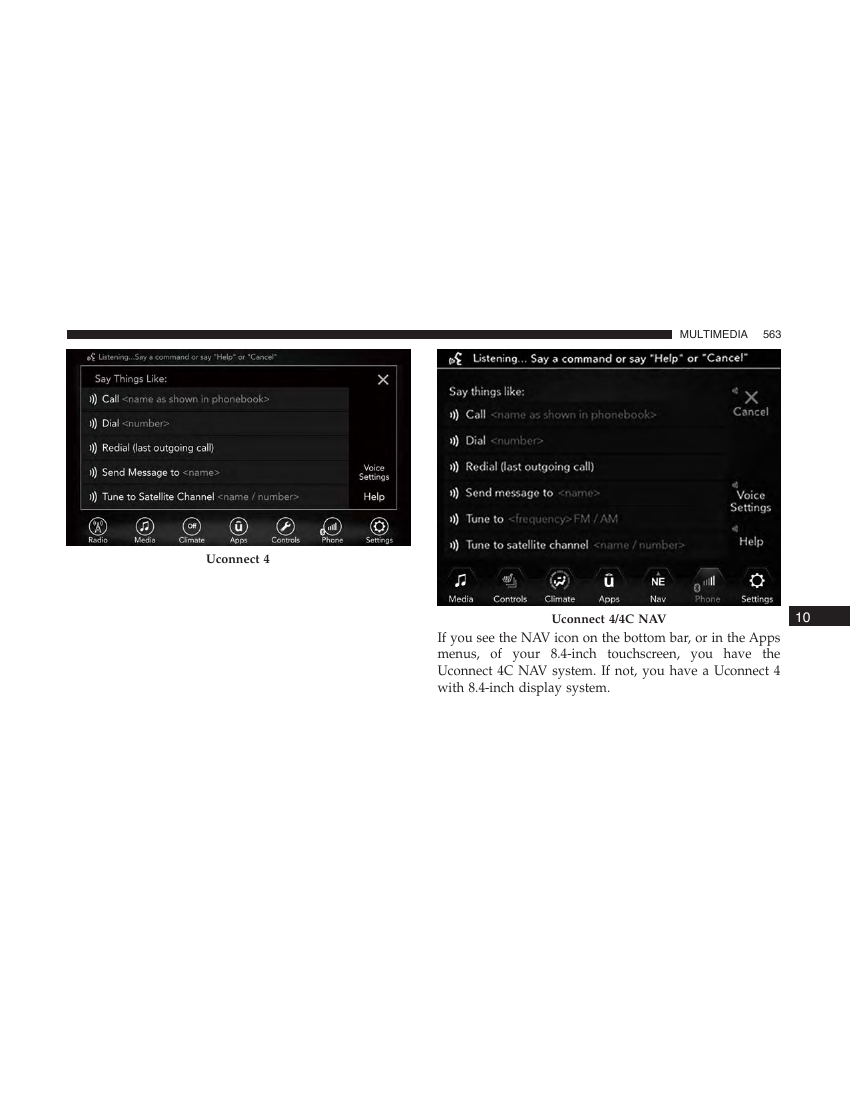 MULTIMEDIA 563
Listening...Say a command or say "Help" or "Cancel"
Say Things Like:
Call <name as shown in phonebook>
Dial <number>
Redial (last outgoing call)
Send Message to <name>
Tune to Satellite Channel <name / number>
Voice
Settings
Help
Off
Radio Media Climate Apps Controls Phone Settings
Uconnect 4
Listening... Say a command or say "Help" or "Cancel"
Say things like:
Call <name as shown in phonebook>
Dial <number>
Redial (last outgoing call)
Send message to <name>
Tune to <frequency> FM / AM
Tune to satellite channel <name / number>
Cancel
Voice
Settings
Help
NE
Media Controls Climate Apps Nav Phone Settings
Uconnect 4/4C NAV
If you see the NAV icon on the bottom bar, or in the Apps
menus, of your 8.4-inch touchscreen, you have the
Uconnect 4C NAV system. If not, you have a Uconnect 4
with 8.4-inch display system.
10